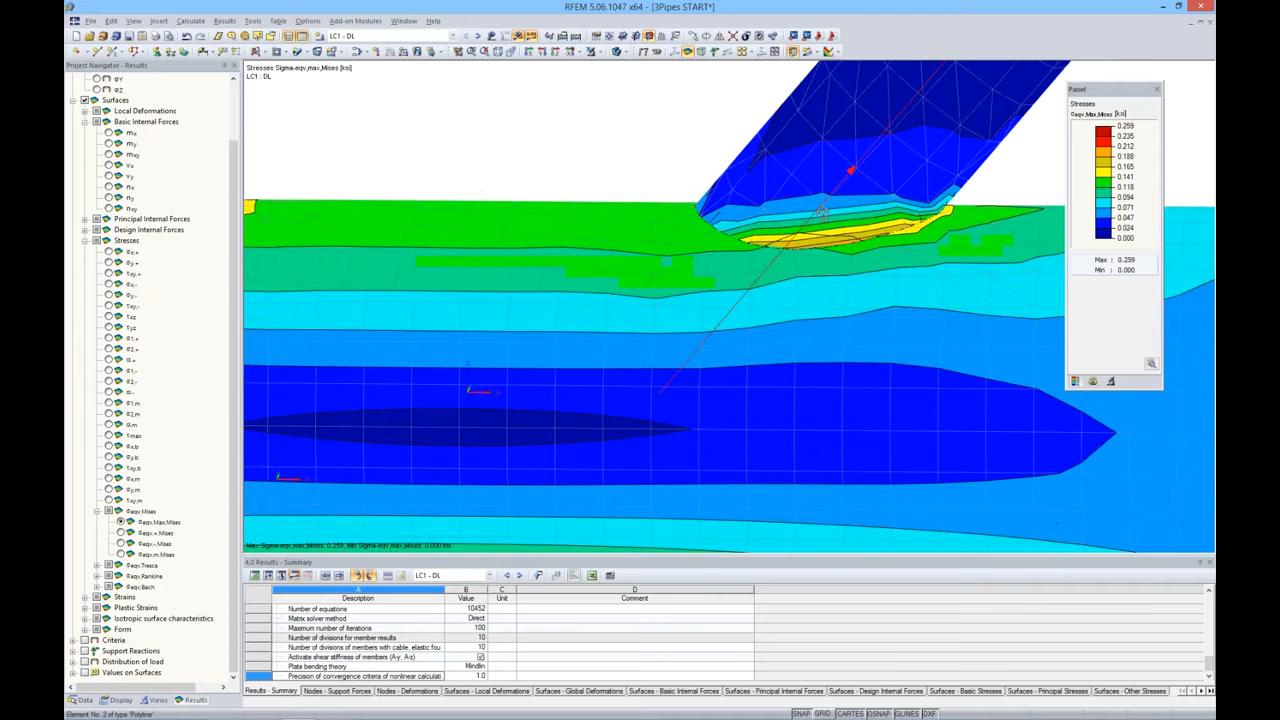 RFEM 5.06.1047 x64 - [3Pipes START*]
File Edit View Insert Calculate Results Tools Table Options Add-on Modules Window Help
LC1 - DL
Project Navigator - Results
φY
φZ
Surfaces
Local Deformations
Basic Internal Forces
mx
my
mxy
vx
vy
nx
ny
nxy
Principal Internal Forces
Design Internal Forces
Stresses
σx,+
σy,+
τxy,+
σx,-
σy,-
τxy,-
τxz
τyz
σ1,+
σ2,+
α+
σ1,-
σ2,-
α-
σ1,m
σ2,m
αm
τmax
σx,b
σy,b
τxy,b
σx,m
σy,m
τxy,m
σeqv,Mises
σeqv,Max,Mises
σeqv,+,Mises
σeqv,-,Mises
σeqv,m,Mises
σeqv,Tresca
σeqv,Rankine
σeqv,Bach
Strains
Plastic Strains
Isotropic surface characteristics
Form
Criteria
Support Reactions
Distribution of load
Values on Surfaces
Data Display Views Results
Stresses Sigma-eqv,max,Mises [ksi]
LC1 : DL
Panel
Stresses
σeqv,Max,Mises [ksi]
0.259
0.235
0.212
0.188
0.165
0.141
0.118
0.094
0.071
0.047
0.024
0.000
Max : 0.259
Min : 0.000
Max Sigma-eqv,max,Mises: 0.259, Min Sigma-eqv,max,Mises: 0.000 ksi
4.0 Results - Summary
LC1 - DL
A B C D
Description Value Unit Comment
Number of equations 10452
Matrix solver method Direct
Maximum number of iterations 100
Number of divisions for member results 10
Number of divisions of members with cable, elastic fou 10
Activate shear stiffness of members (A-y, A-z)
Plate bending theory Mindlin
Precision of convergence criteria of nonlinear calculati 1.0
Results - Summary Nodes - Support Forces Nodes - Deformations Surfaces - Local Deformations Surfaces - Global Deformations Surfaces - Basic Internal Forces Surfaces - Principal Internal Forces Surfaces - Design Internal Forces Surfaces - Basic Stresses Surfaces - Principal Stresses Surfaces - Other Stresses
Element No. 2 of type 'Polyline'
SNAP GRID CARTES OSNAP GLINES DXF